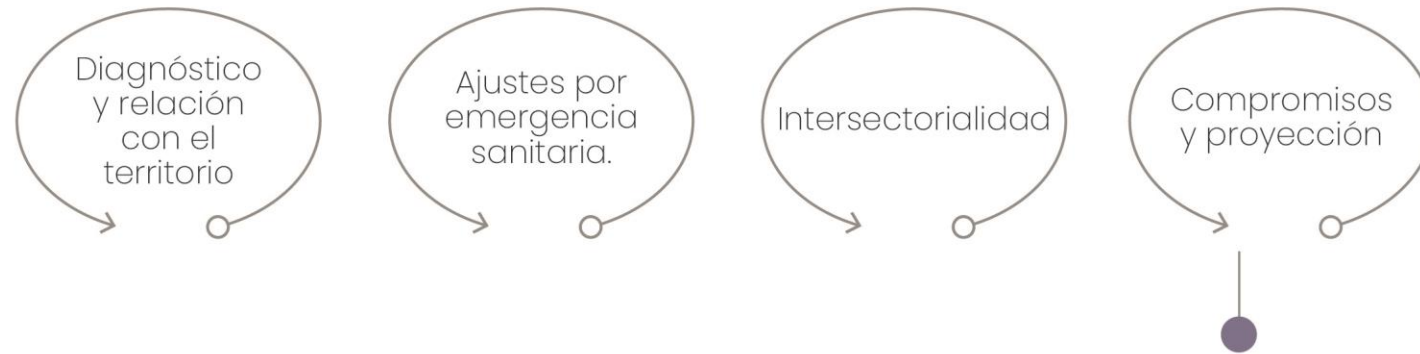 Diagnóstico
y relación
con el
territorio
Ajustes por
emergencia
sanitaria.
Intersectorialidad
Compromisos
y proyección